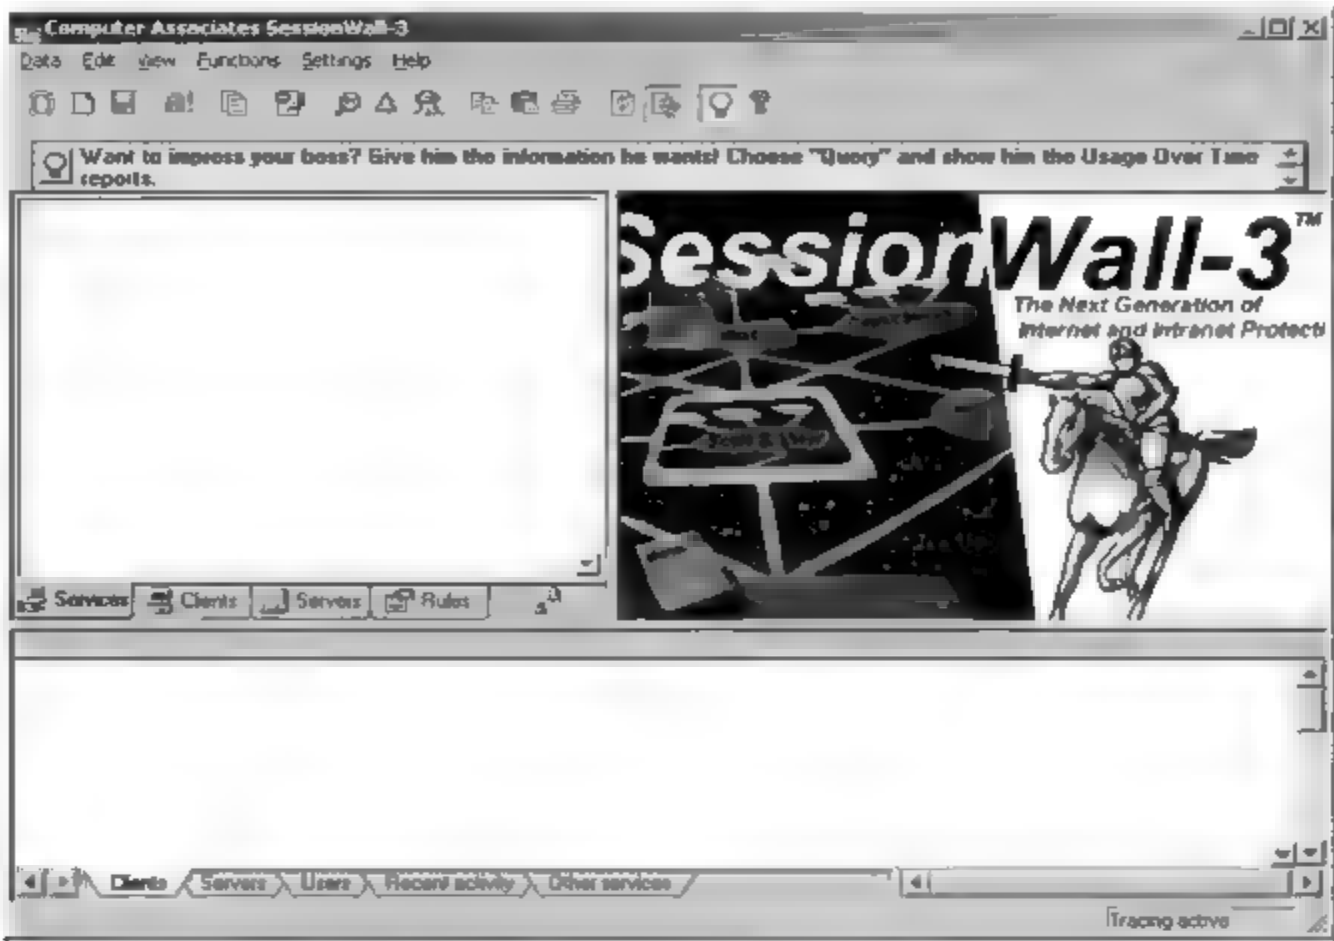 Computer Associates SessionWall-3
Data Edit View Functions Settings Help
Want to impress your boss? Give him the information he wants! Choose "Query" and show him the Usage Over Time
reports.
SessionWall-3™
The Next Generation of
Internet and Intranet Protecti
Services Clients Servers Rules
Clients Servers Users Recent activity Other services
Tracing active